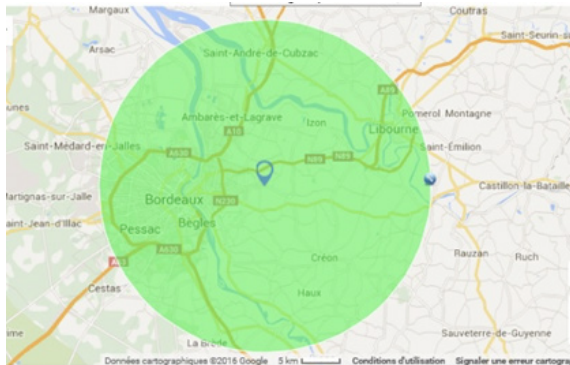 Margaux
Coutras
Arsac
Saint-André-de-Cubzac
Saint-Seurin-su
A89
unes
Ambarès-et-Lagrave
Izon
Pomerol
Montagne
A10
Libourne
Saint-Médard-en-Jalles
A630
Saint-Émilion
N89
N89
Martignas-sur-Jalle
Bordeaux
N230
Castillon-la-Bataille
Saint-Jean-d'Illac
Bègles
Pessac
A630
Rauzan
Ruch
A63
Créon
Cestas
Haux
Sauveterre-de-Guyenne
La Brède
Données cartographiques ©2016 Google
5 km
Conditions d'utilisation
Signaler une erreur cartogra